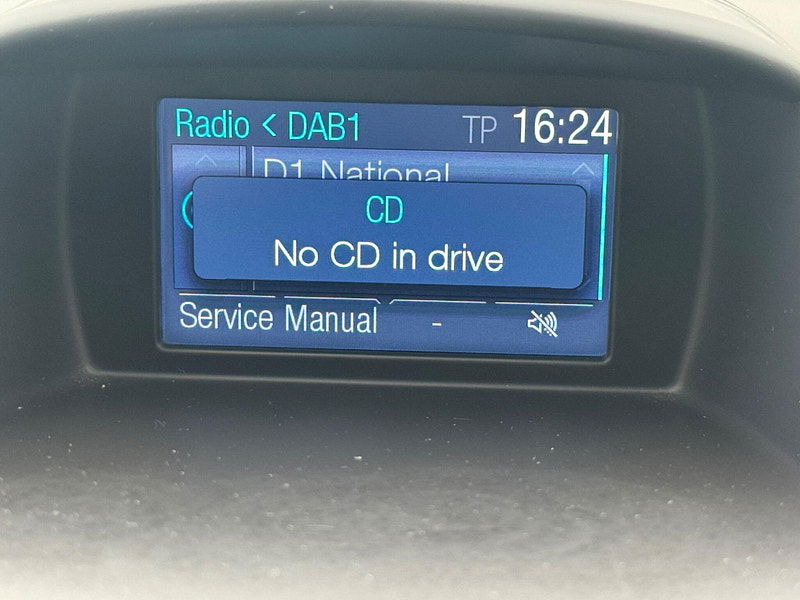 Radio < DAB1 TP 16:24
D1 National
CD
No CD in drive
Service Manual -